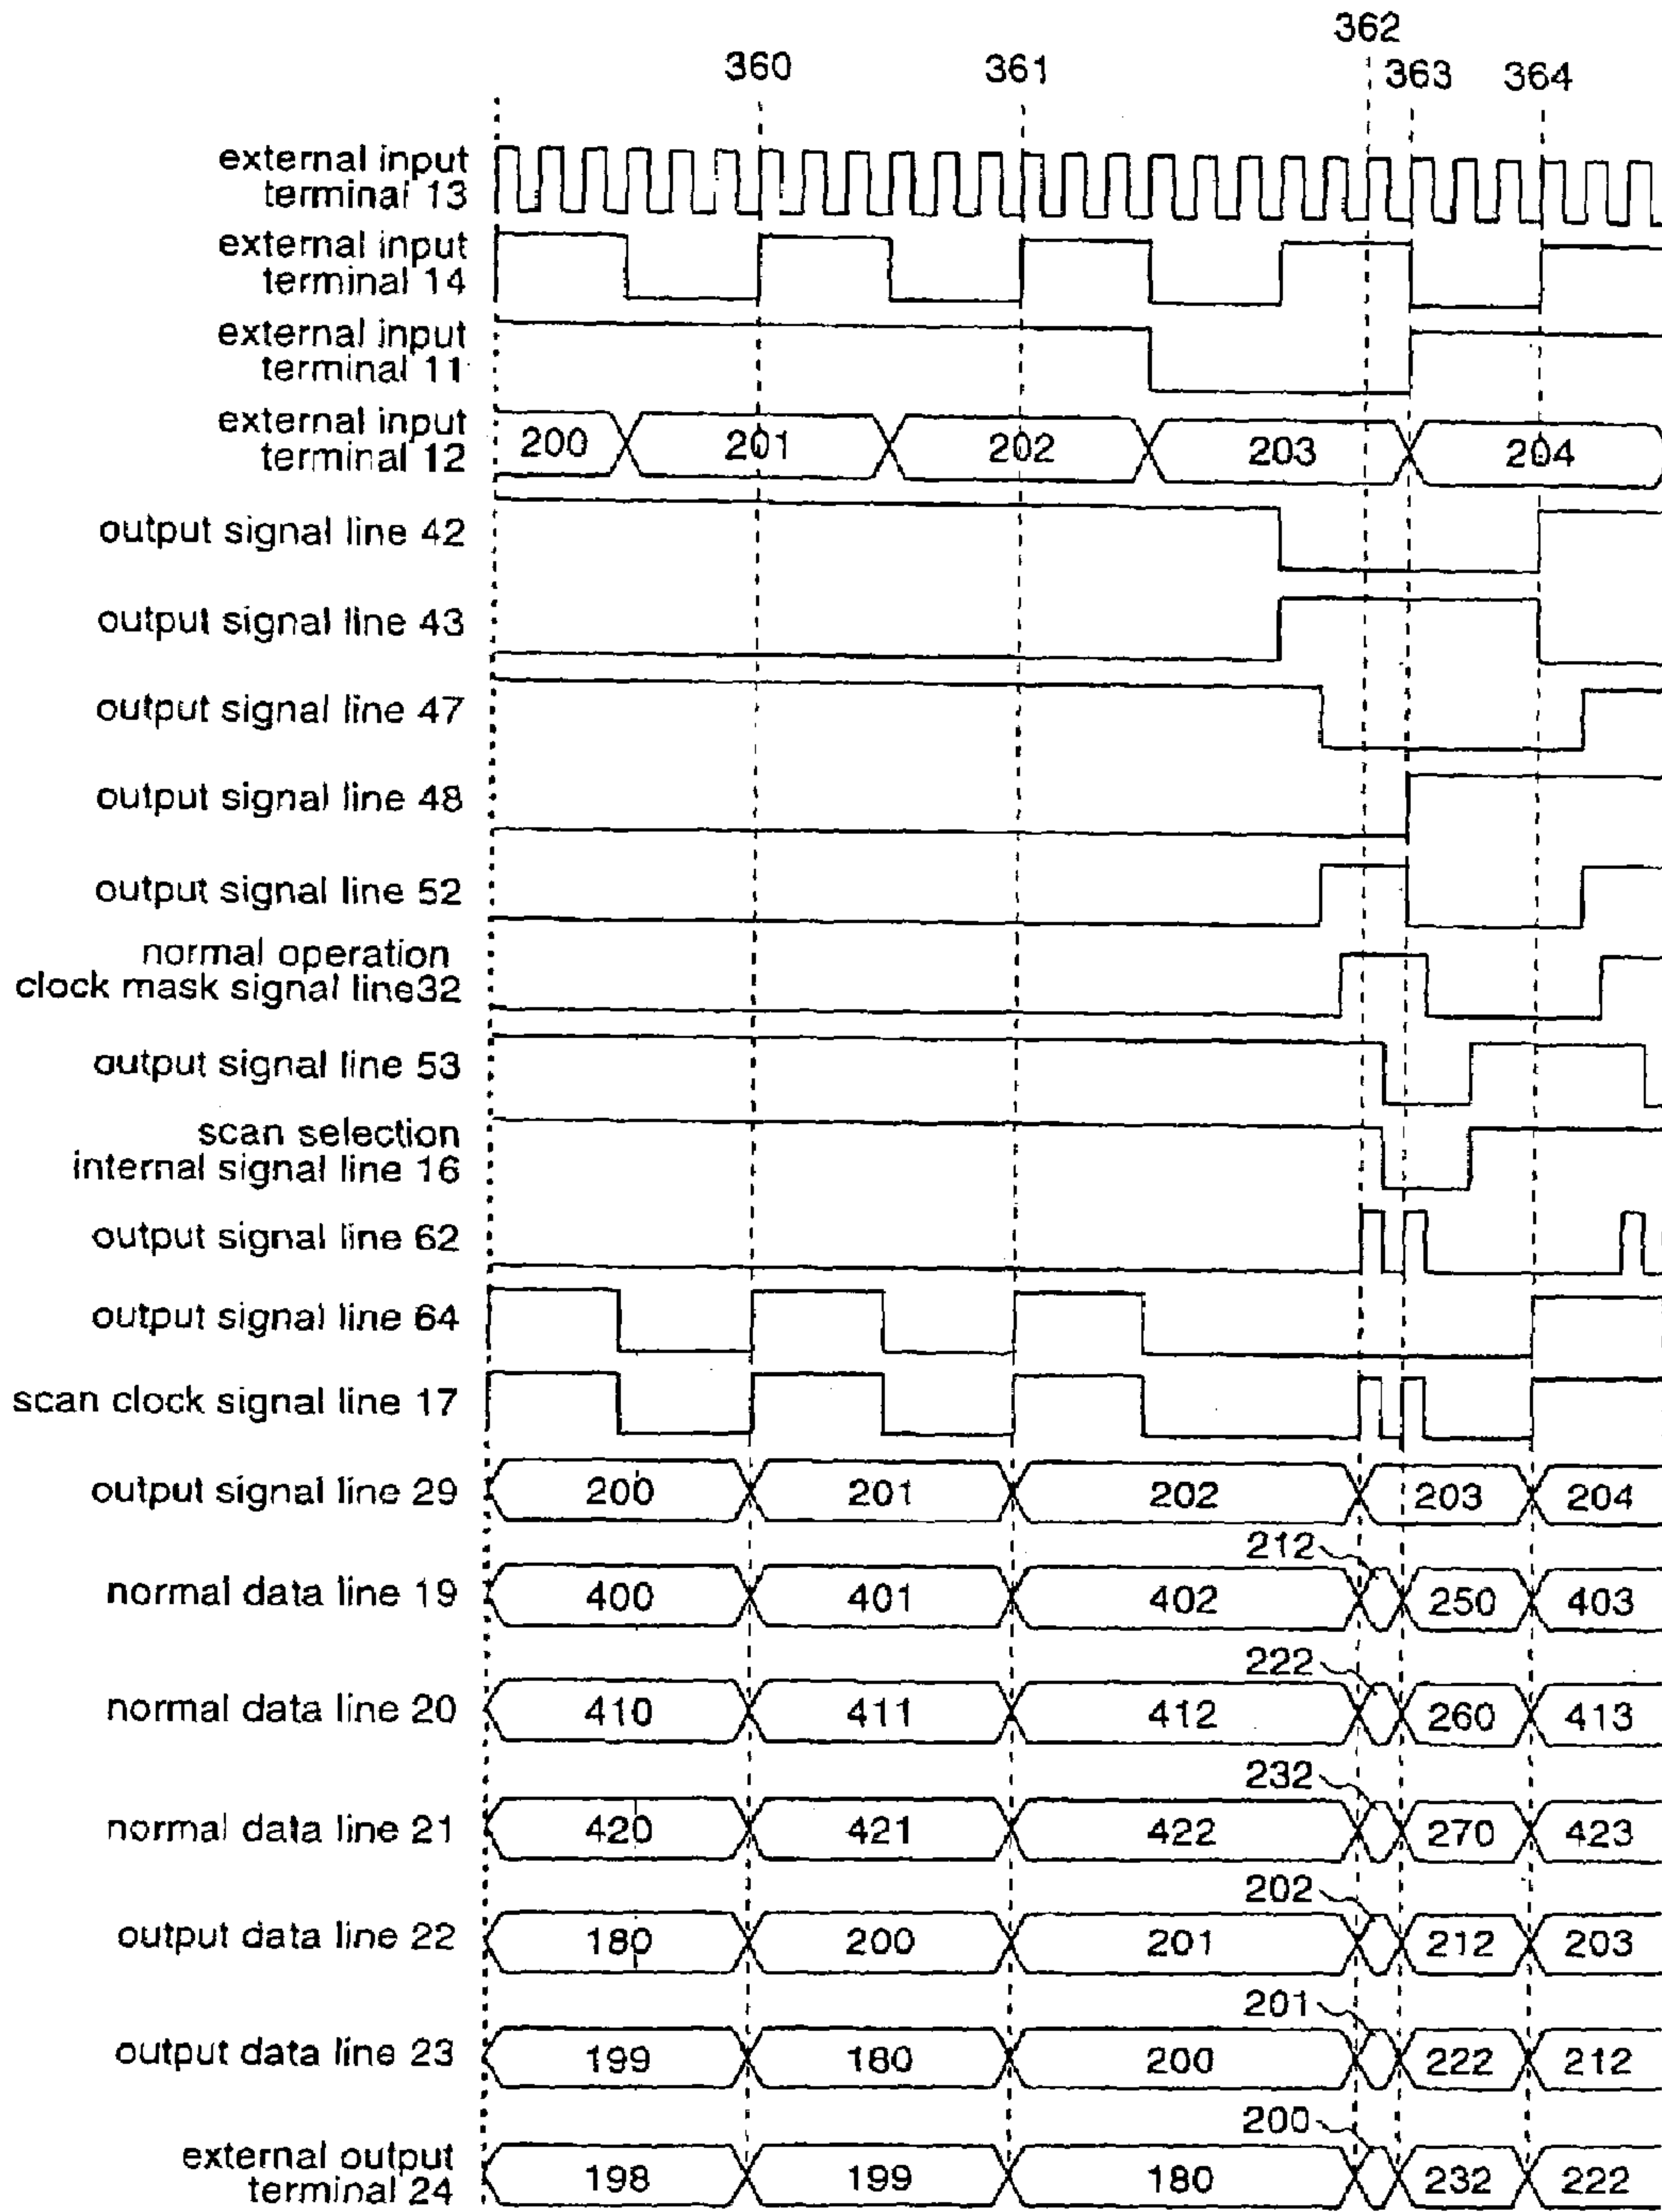 362
360
361
363
364
external input
terminal 13
external input
terminal 14
external input
terminal 11
external input
terminal 12
200
201
202
203
204
output signal line 42
output signal line 43
output signal line 47
output signal line 48
output signal line 52
normal operation
clock mask signal line32
output signal line 53
scan selection
internal signal line 16
output signal line 62
output signal line 64
scan clock signal line 17
output signal line 29
200
201
202
203
204
212
normal data line 19
400
401
402
250
403
222
normal data line 20
410
411
412
260
413
232
normal data line 21
420
421
422
270
423
202
output data line 22
180
200
201
212
203
201
output data line 23
199
180
200
222
212
200
external output
terminal 24
198
199
180
232
222